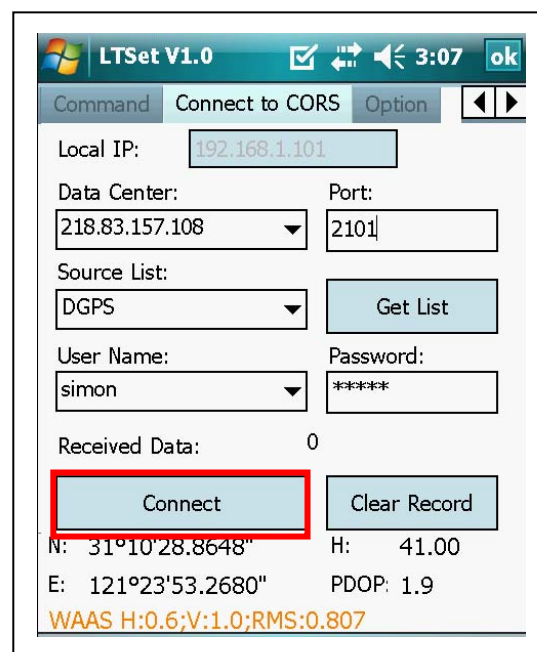 LTSet V1.0 3:07 ok
Command Connect to CORS Option
Local IP: 192.168.1.101
Data Center: Port:
218.83.157.108 2101
Source List:
DGPS Get List
User Name: Password:
simon *****
Received Data: 0
Connect Clear Record
N: 31°10'28.8648" H: 41.00
E: 121°23'53.2680" PDOP: 1.9
WAAS H:0.6;V:1.0;RMS:0.807